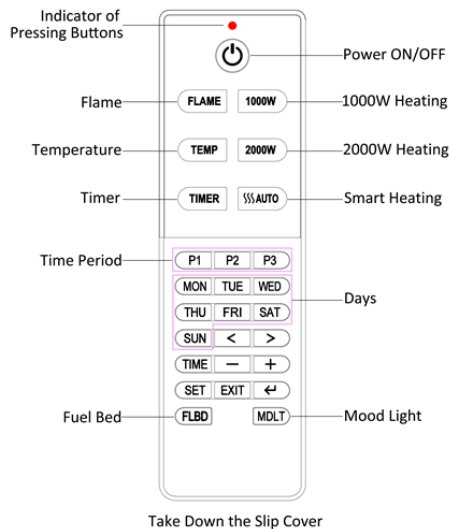 Indicator of
Pressing Buttons
Power ON/OFF
Flame FLAME 1000W 1000W Heating
Temperature TEMP 2000W 2000W Heating
Timer TIMER AUTO Smart Heating
Time Period P1 P2 P3
MON TUE WED
Days
THU FRI SAT
SUN < >
TIME − +
SET EXIT ↵
Fuel Bed FLBD MDLT Mood Light
Take Down the Slip Cover